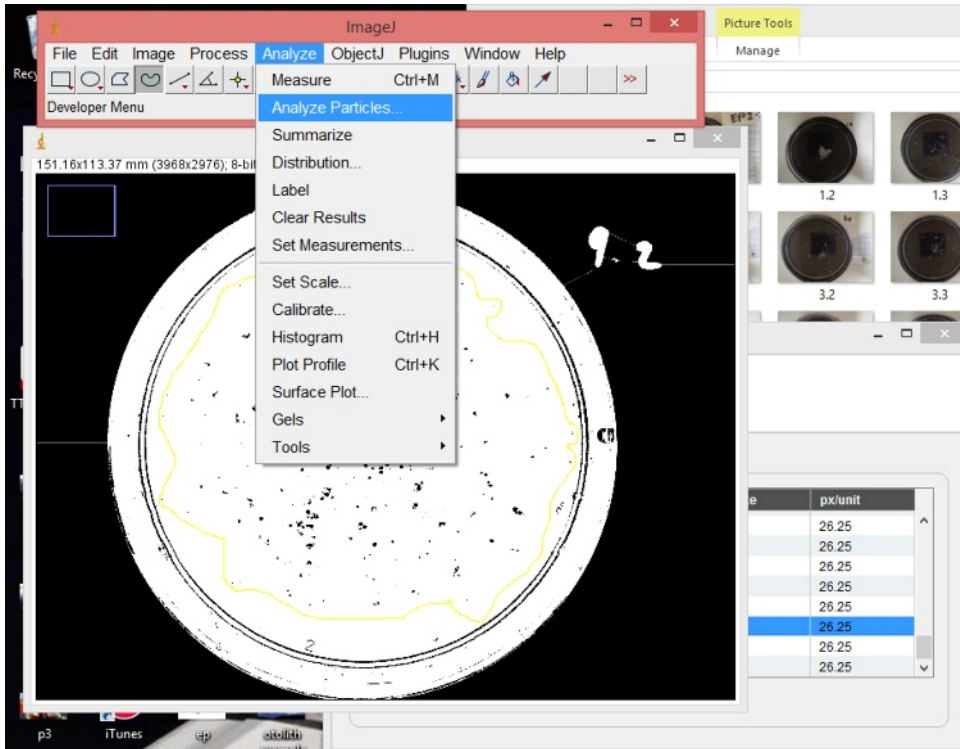 ImageJ
File Edit Image Process Analyze ObjectJ Plugins Window Help
Developer Menu
Measure Ctrl+M
Analyze Particles...
Summarize
Distribution...
Label
Clear Results
Set Measurements...
Set Scale...
Calibrate...
Histogram Ctrl+H
Plot Profile Ctrl+K
Surface Plot...
Gels
Tools
151.16x113.37 mm (3968x2976); 8-bit
9.2
2
Picture Tools
Manage
1.2
1.3
3.2
3.3
px/unit
26.25
26.25
26.25
26.25
26.25
26.25
26.25
26.25
p3
iTunes
ep
otolith